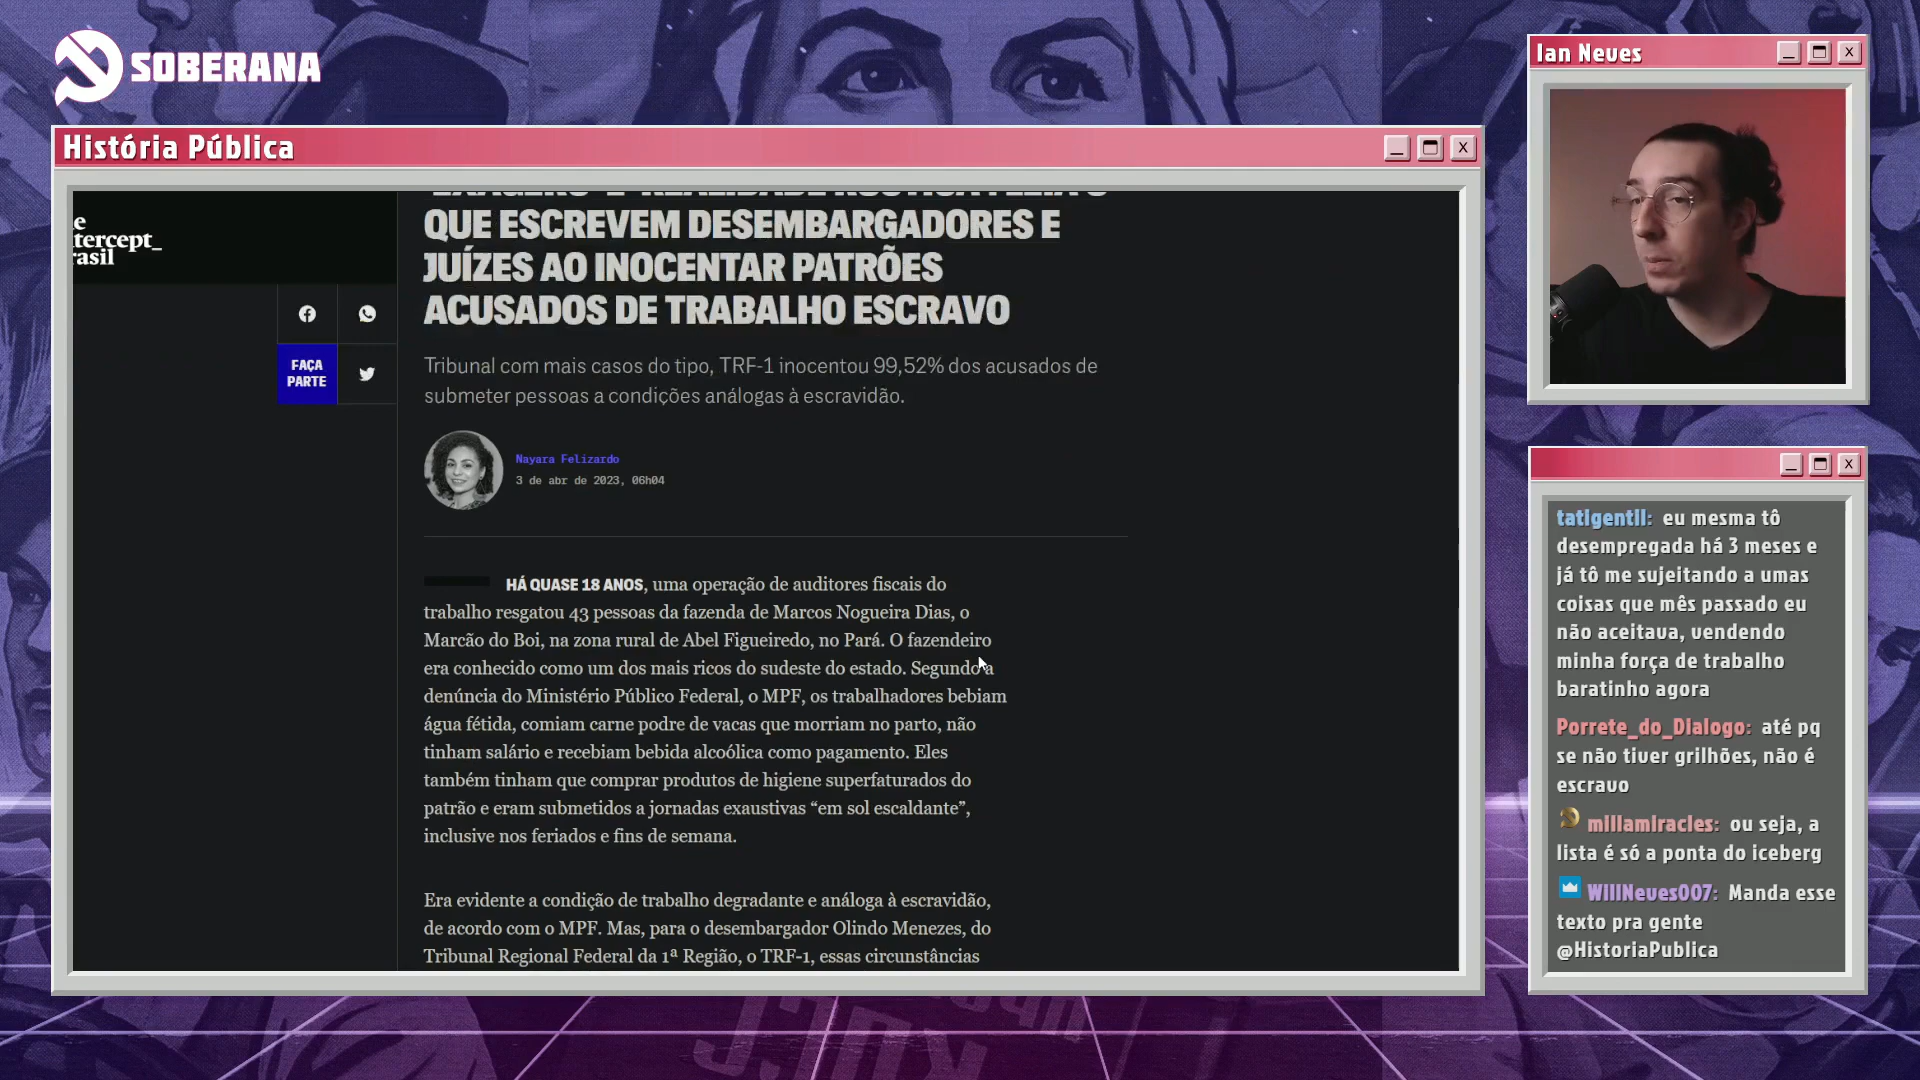 SOBERANA
Ian Neves
História Pública
QUE ESCREVEM DESEMBARGADORES E
JUÍZES AO INOCENTAR PATRÕES
ACUSADOS DE TRABALHO ESCRAVO
tercept_
FAÇA
PARTE
Tribunal com mais casos do tipo, TRF-1 inocentou 99,52% dos acusados de
submeter pessoas a condições análogas à escravidão.
Nayara Felizardo
3 de abr de 2023, 06h04
HÁ QUASE 18 ANOS, uma operação de auditores fiscais do
trabalho resgatou 43 pessoas da fazenda de Marcos Nogueira Dias, o
Marcão do Boi, na zona rural de Abel Figueiredo, no Pará. O fazendeiro
era conhecido como um dos mais ricos do sudeste do estado. Segundo a
denúncia do Ministério Público Federal, o MPF, os trabalhadores bebiam
água fétida, comiam carne podre de vacas que morriam no parto, não
tinham salário e recebiam bebida alcoólica como pagamento. Eles
também tinham que comprar produtos de higiene superfaturados do
patrão e eram submetidos a jornadas exaustivas “em sol escaldante”,
inclusive nos feriados e fins de semana.
Era evidente a condição de trabalho degradante e análoga à escravidão,
de acordo com o MPF. Mas, para o desembargador Olindo Menezes, do
Tribunal Regional Federal da 1ª Região, o TRF-1, essas circunstâncias
tatigentil: eu mesma tô
desempregada há 3 meses e
já tô me sujeitando a umas
coisas que mês passado eu
não aceitava, vendendo
minha força de trabalho
baratinho agora
Porrete_do_Dialogo: até pq
se não tiver grilhões, não é
escravo
millamiracles: ou seja, a
lista é só a ponta do iceberg
WillNeves007: Manda esse
texto pra gente
@HistoriaPublica